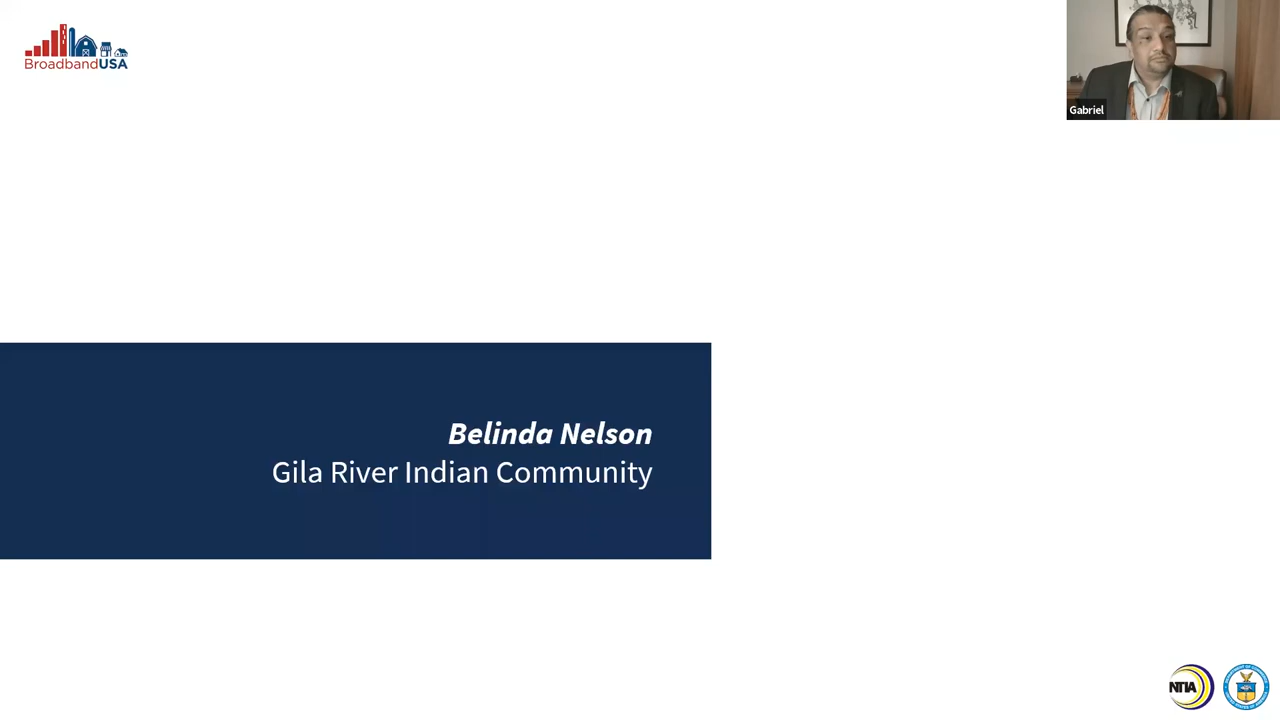 BroadbandUSA
Gabriel
Belinda Nelson
Gila River Indian Community
NTIA